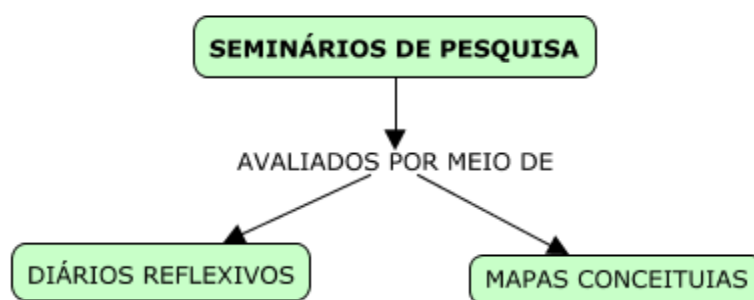 SEMINÁRIOS DE PESQUISA
AVALIADOS POR MEIO DE
DIÁRIOS REFLEXIVOS
MAPAS CONCEITUIAS